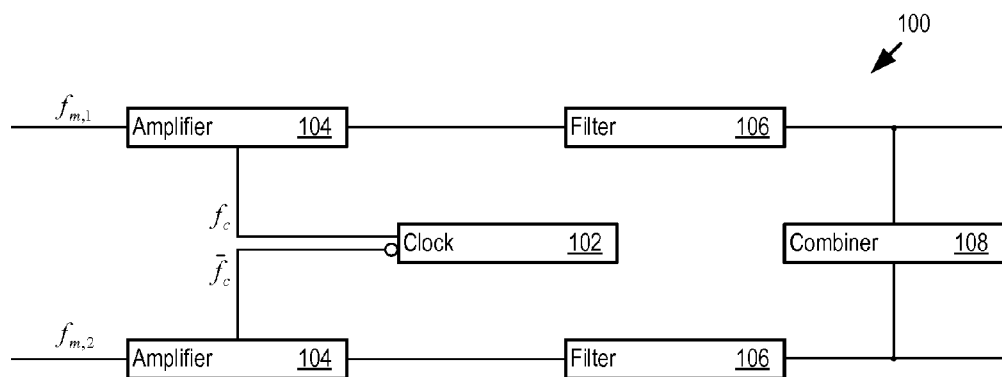 100
f_{m,1}
Amplifier 104
Filter 106
f_c
Clock 102
Combiner 108
\bar{f}_c
f_{m,2}
Amplifier 104
Filter 106